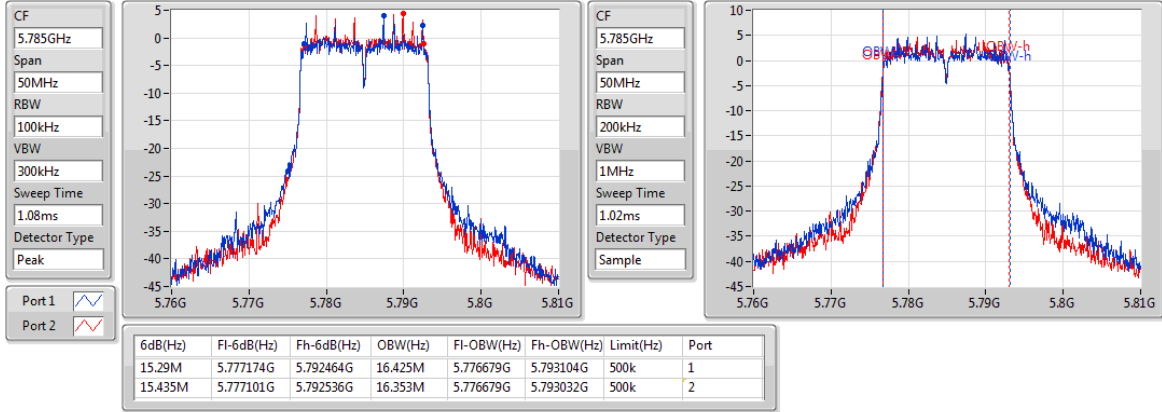 CF
5.785GHz
Span
50MHz
RBW
100kHz
VBW
300kHz
Sweep Time
1.08ms
Detector Type
Peak
Port 1
Port 2
5
0
-5
-10
-15
-20
-25
-30
-35
-40
-45
5.76G 5.77G 5.78G 5.79G 5.8G 5.81G
CF
5.785GHz
Span
50MHz
RBW
200kHz
VBW
1MHz
Sweep Time
1.02ms
Detector Type
Sample
10
5
0
-5
-10
-15
-20
-25
-30
-35
-40
-45
5.76G 5.77G 5.78G 5.79G 5.8G 5.81G
6dB(Hz) Fl-6dB(Hz) Fh-6dB(Hz) OBW(Hz) Fl-OBW(Hz) Fh-OBW(Hz) Limit(Hz) Port
15.29M 5.777174G 5.792464G 16.425M 5.776679G 5.793104G 500k 1
15.435M 5.777101G 5.792536G 16.353M 5.776679G 5.793032G 500k 2